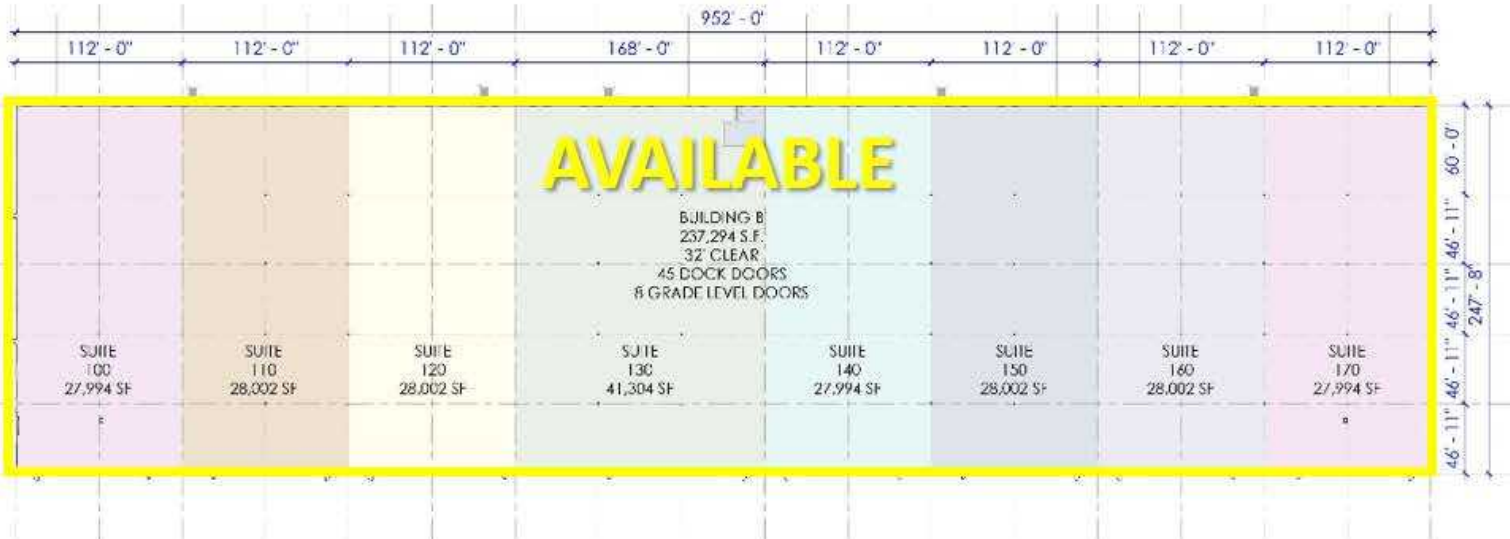 952' - 0"
112' - 0" 112' - 0" 112' - 0" 168' - 0" 112' - 0" 112' - 0" 112' - 0" 112' - 0"
AVAILABLE
BUILDING B
237,294 S.F.
32' CLEAR
45 DOCK DOORS
8 GRADE LEVEL DOORS
SUITE
100
27,994 SF
SUITE
110
28,002 SF
SUITE
120
28,002 SF
SUITE
130
41,304 SF
SUITE
140
27,994 SF
SUITE
150
28,002 SF
SUITE
160
28,002 SF
SUITE
170
27,994 SF
60' - 0"
46' - 11"
46' - 11"
46' - 11"
46' - 11"
247' - 8"